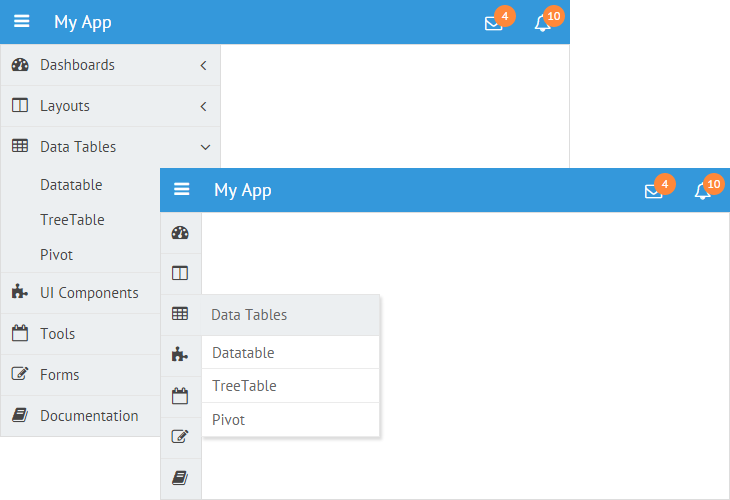 My App 4 10
Dashboards
Layouts
Data Tables
Datatable
TreeTable
Pivot
UI Components
Tools
Forms
Documentation
My App 4 10
Data Tables
Datatable
TreeTable
Pivot